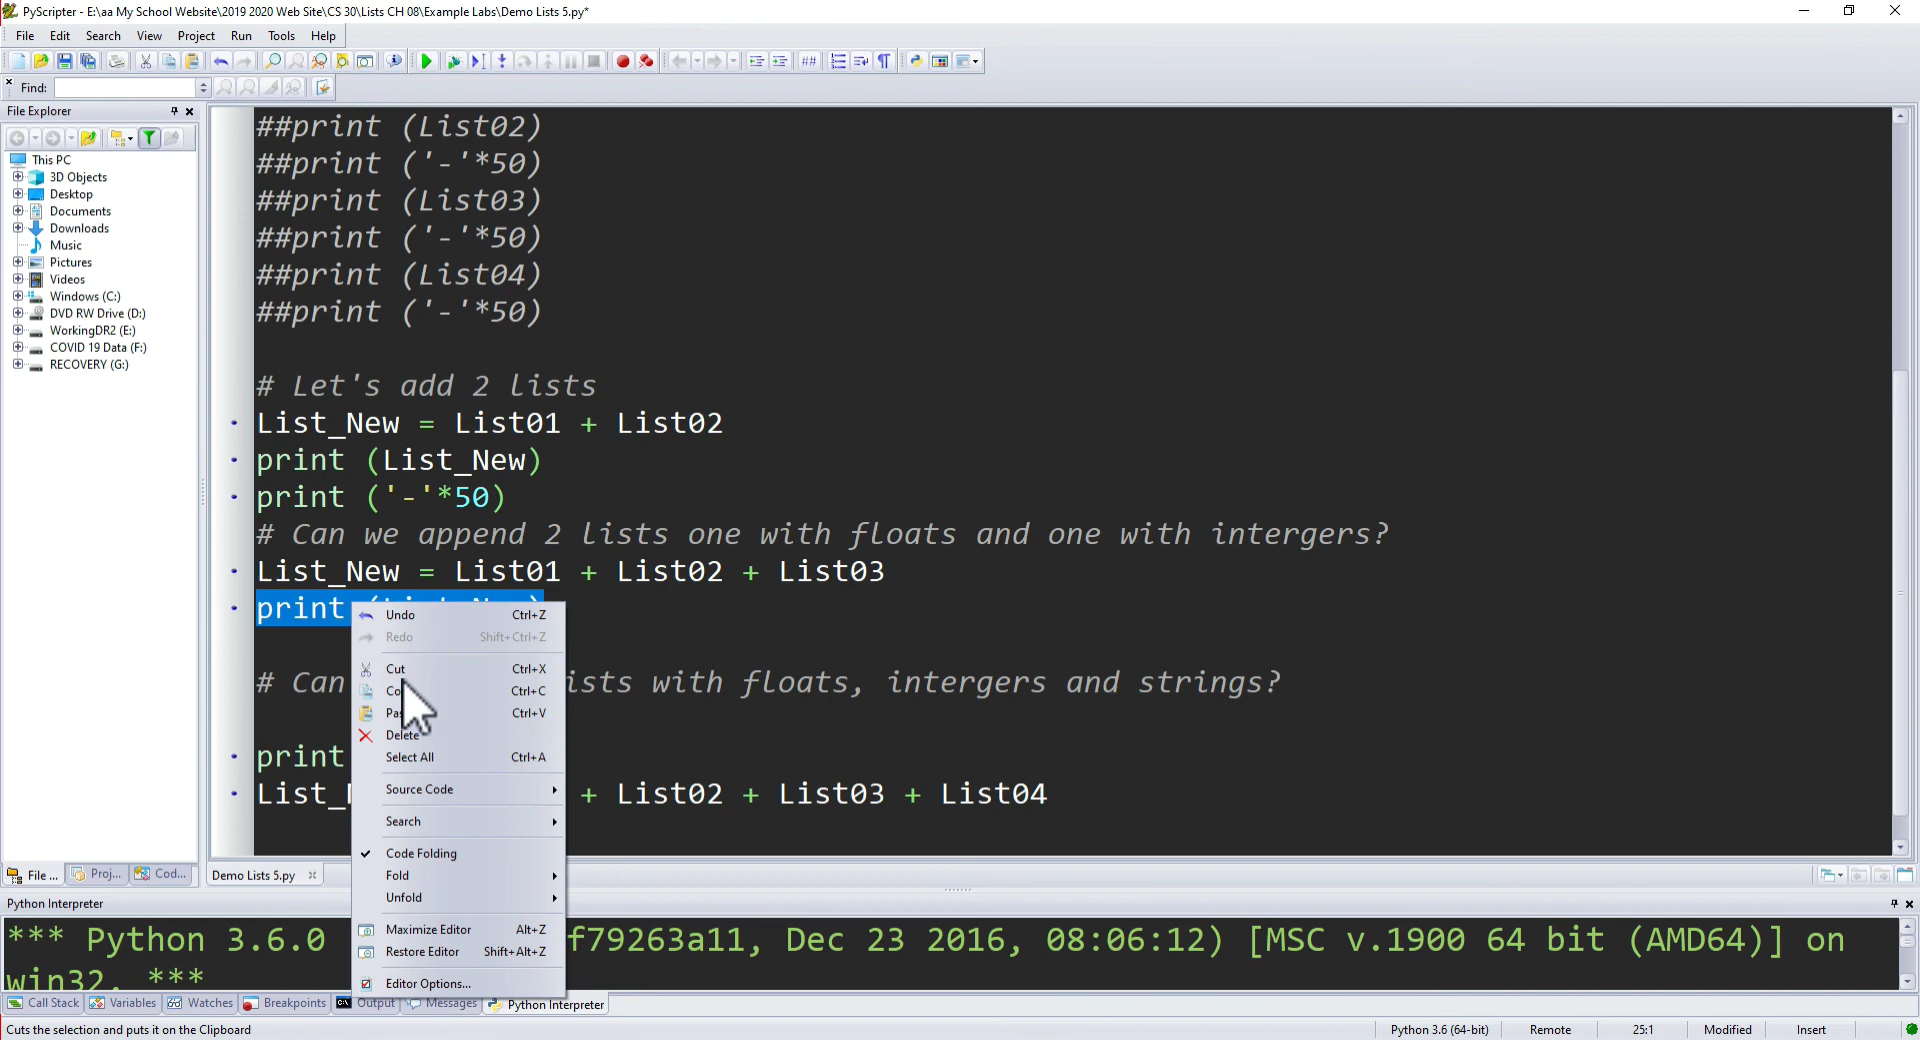 PyScripter - E:\aa My School Website\2019 2020 Web Site\CS 30\Lists CH 08\Example Labs\Demo Lists 5.py*
File Edit Search View Project Run Tools Help
Find:
File Explorer
This PC
3D Objects
Desktop
Documents
Downloads
Music
Pictures
Videos
Windows (C:)
DVD RW Drive (D:)
WorkingDR2 (E:)
COVID 19 Data (F:)
RECOVERY (G:)
File ... Proj... Cod...
##print (List02)
##print ('-'*50)
##print (List03)
##print ('-'*50)
##print (List04)
##print ('-'*50)
# Let's add 2 lists
List_New = List01 + List02
print (List_New)
print ('-'*50)
# Can we append 2 lists one with floats and one with intergers?
List_New = List01 + List02 + List03
print
# Can ists with floats, intergers and strings?
print
List_ + List02 + List03 + List04
Undo Ctrl+Z
Redo Shift+Ctrl+Z
Cut Ctrl+X
Co Ctrl+C
Pas Ctrl+V
Delete
Select All Ctrl+A
Source Code
Search
Code Folding
Fold
Unfold
Maximize Editor Alt+Z
Restore Editor Shift+Alt+Z
Editor Options...
Demo Lists 5.py
Python Interpreter
*** Python 3.6.0 f79263a11, Dec 23 2016, 08:06:12) [MSC v.1900 64 bit (AMD64)] on
win32. ***
Call Stack Variables Watches Breakpoints Output Messages Python Interpreter
Cuts the selection and puts it on the Clipboard Python 3.6 (64-bit) Remote 25:1 Modified Insert